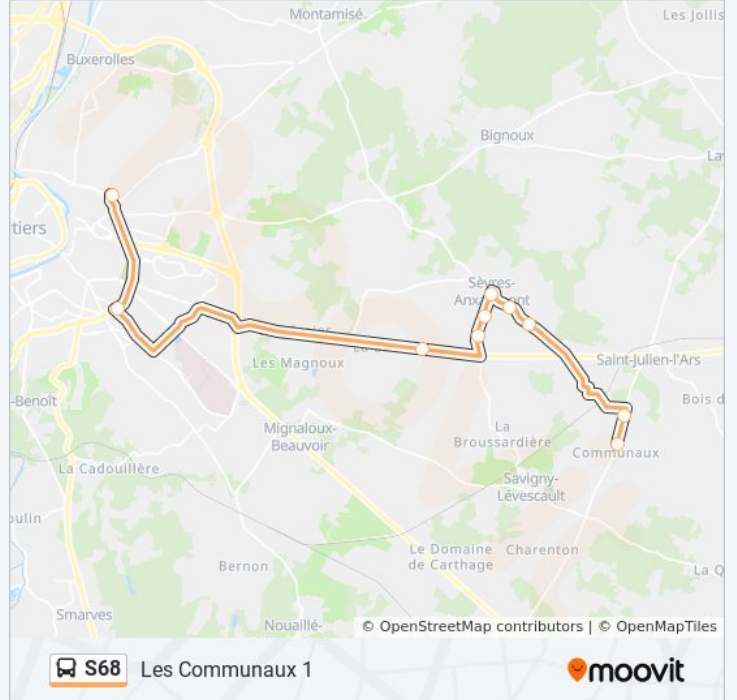 Montamisé
Les Jollis
Buxerolles
Bignoux
La
tiers
Sèvres-
Anxaumont
Les Magnoux
Saint-Julien-l'Ars
-Benoît
Bois d
Mignaloux-
Beauvoir
La
Broussardière
Communaux
La Cadouillère
Savigny-
Lévescault
oulin
Le Domaine
de Carthage
Charenton
Bernon
La Q
Smarves
Nouaillé-
© OpenStreetMap contributors | © OpenMapTiles
S68
Les Communaux 1
moovit